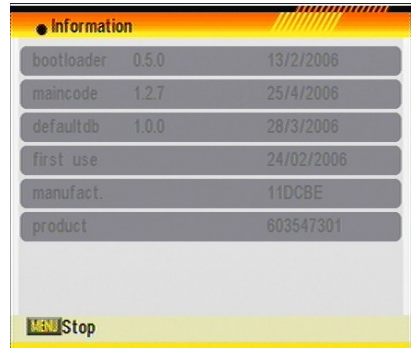 Information
bootloader 0.5.0 13/2/2006
maincode 1.2.7 25/4/2006
defaultdb 1.0.0 28/3/2006
first use 24/02/2006
manufact. 11DCBE
product 603547301
MENU Stop